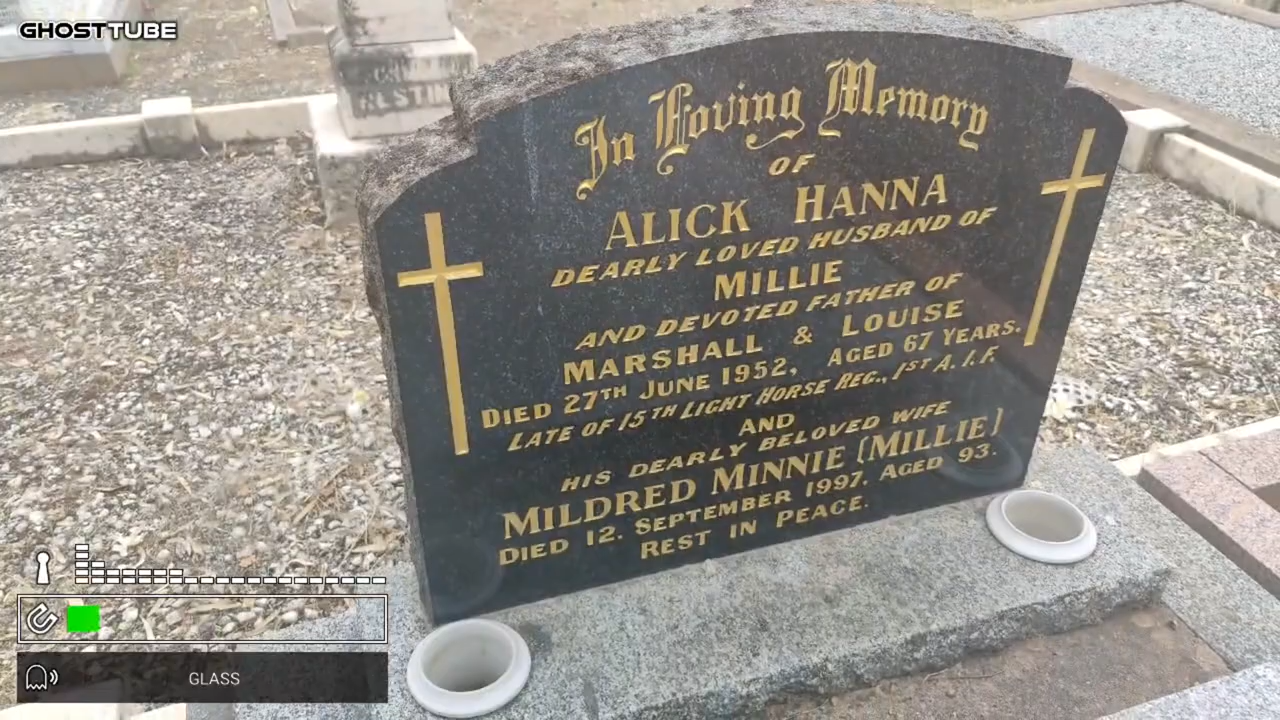 GHOSTTUBE
RESTIN
In Loving Memory
OF
ALICK HANNA
DEARLY LOVED HUSBAND OF
MILLIE
AND DEVOTED FATHER OF
MARSHALL & LOUISE
DIED 27TH JUNE 1952, AGED 67 YEARS.
LATE OF 15TH LIGHT HORSE REG., 1ST A. I. F.
AND
HIS DEARLY BELOVED WIFE
MILDRED MINNIE (MILLIE)
DIED 12. SEPTEMBER 1997. AGED 93.
REST IN PEACE.
GLASS